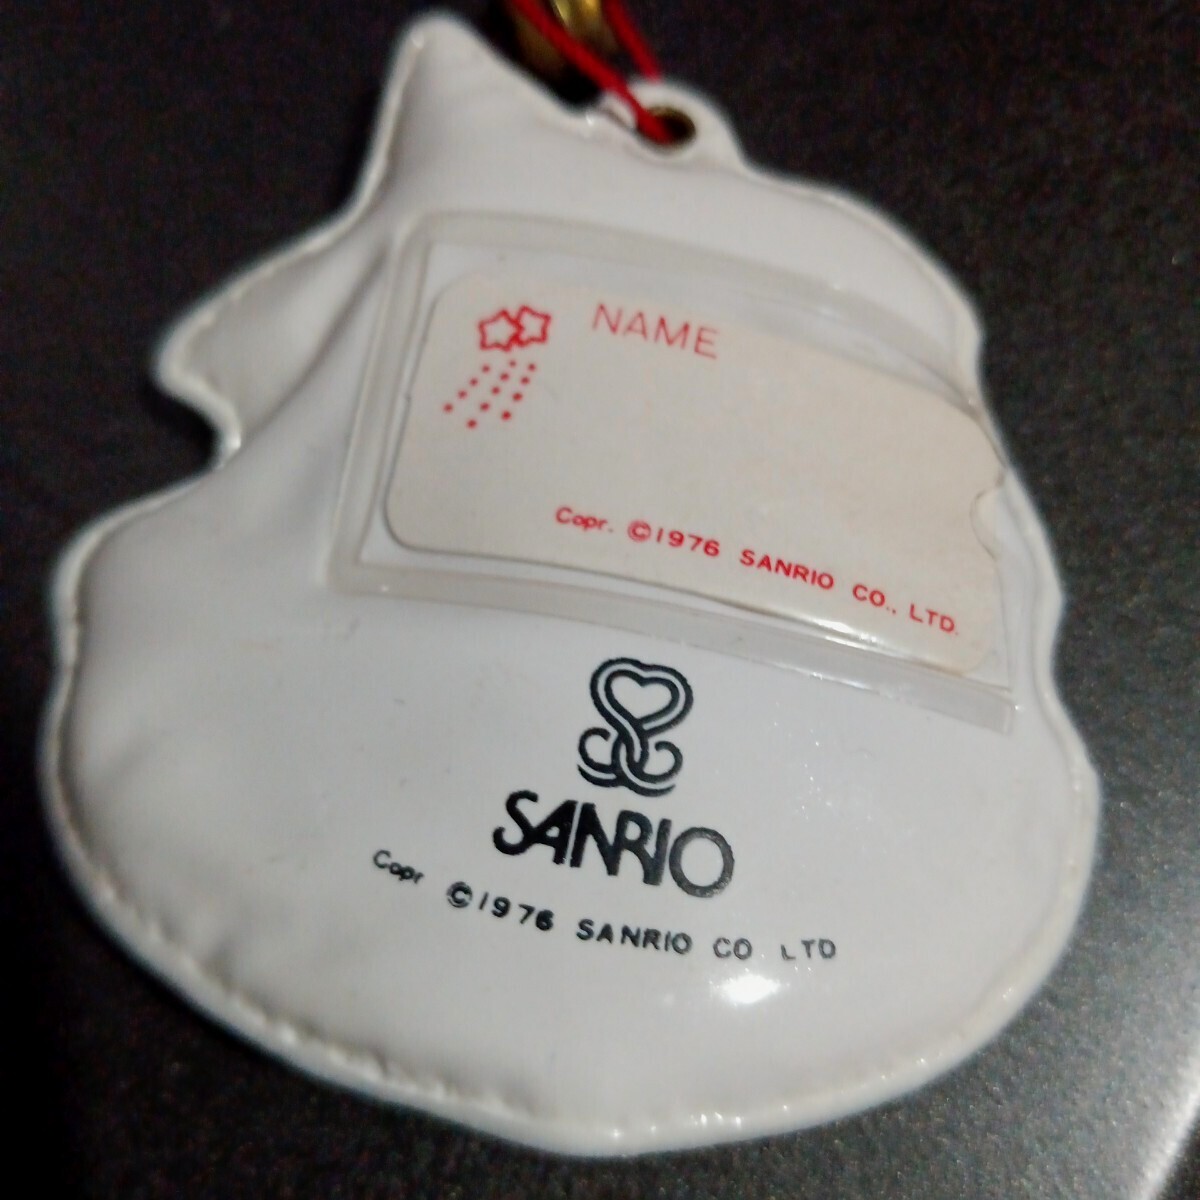 NAME
Copr. ©1976 SANRIO CO., LTD.
SANRIO
Copr ©1976 SANRIO CO LTD